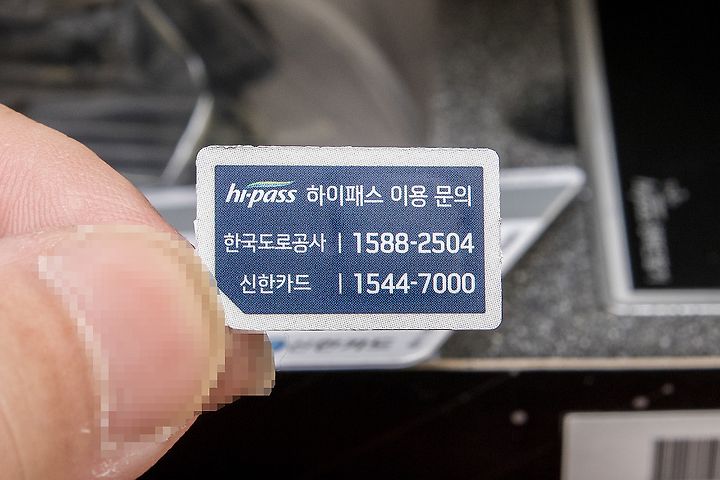 hi-pass 하이패스 이용 문의
한국도로공사 | 1588-2504
신한카드 | 1544-7000